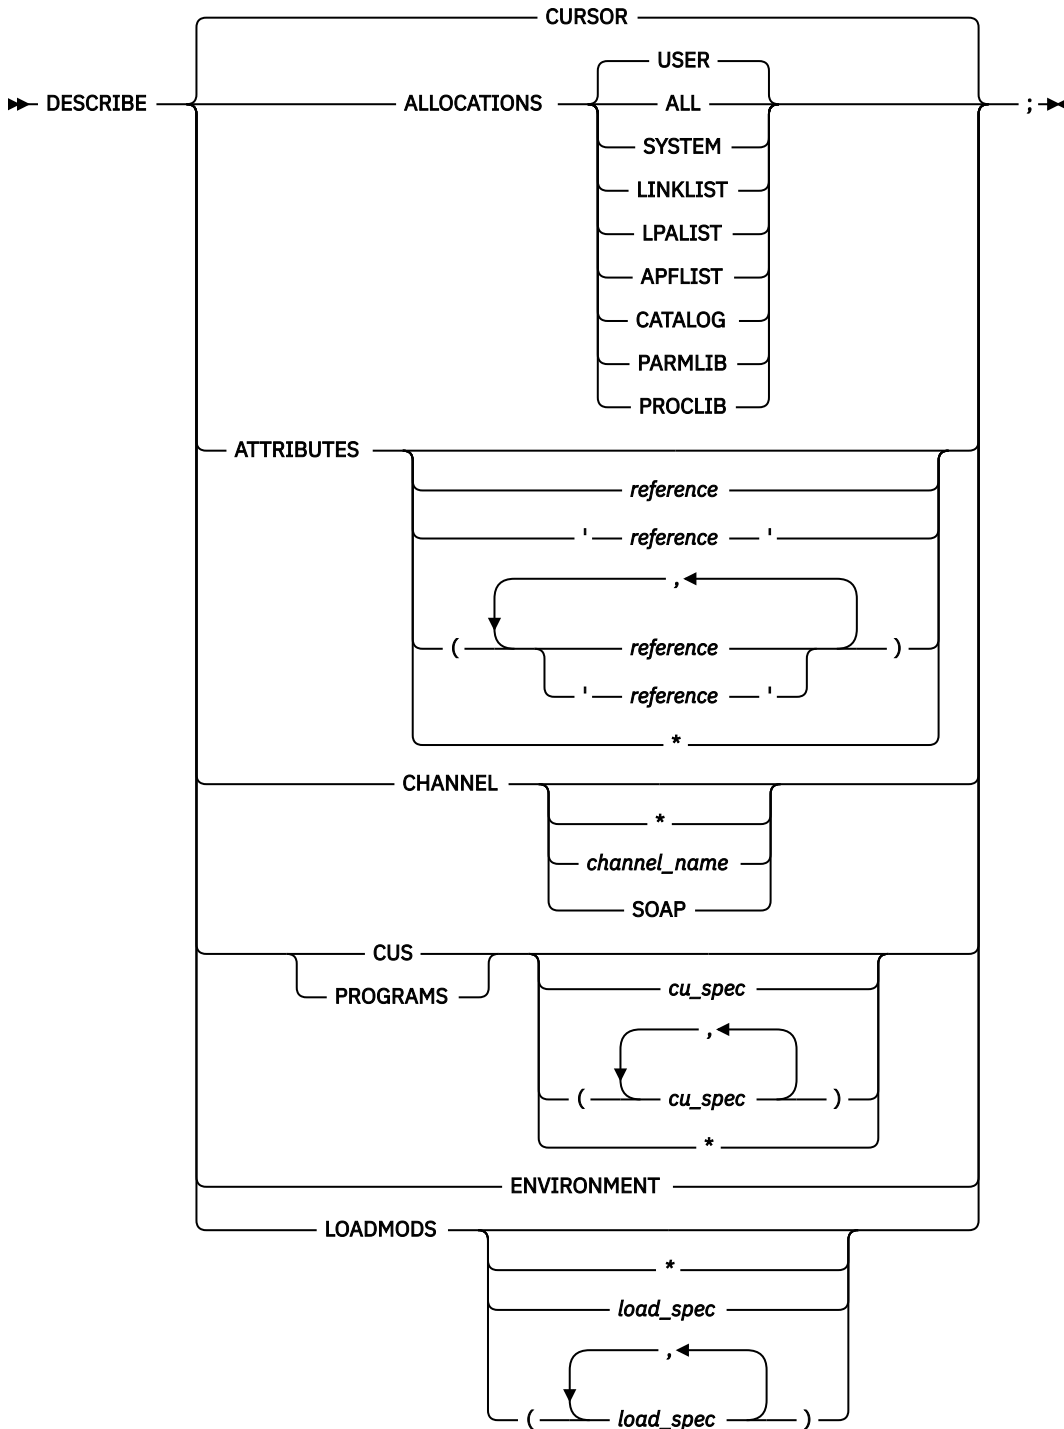 CURSOR
USER
DESCRIBE ALLOCATIONS ALL ;
SYSTEM
LINKLIST
LPALIST
APFLIST
CATALOG
PARMLIB
PROCLIB
ATTRIBUTES
reference
' reference '
,
( reference )
' reference '
*
CHANNEL
*
channel_name
SOAP
CUS
PROGRAMS
cu_spec
,
( cu_spec )
*
ENVIRONMENT
LOADMODS
*
load_spec
,
( load_spec )